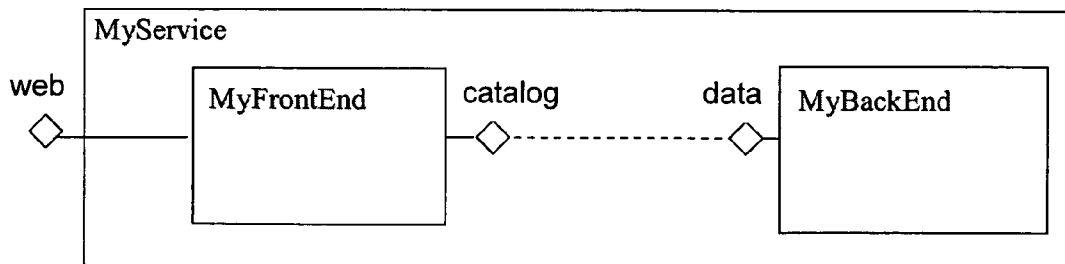 MyService
web
MyFrontEnd
catalog
data
MyBackEnd